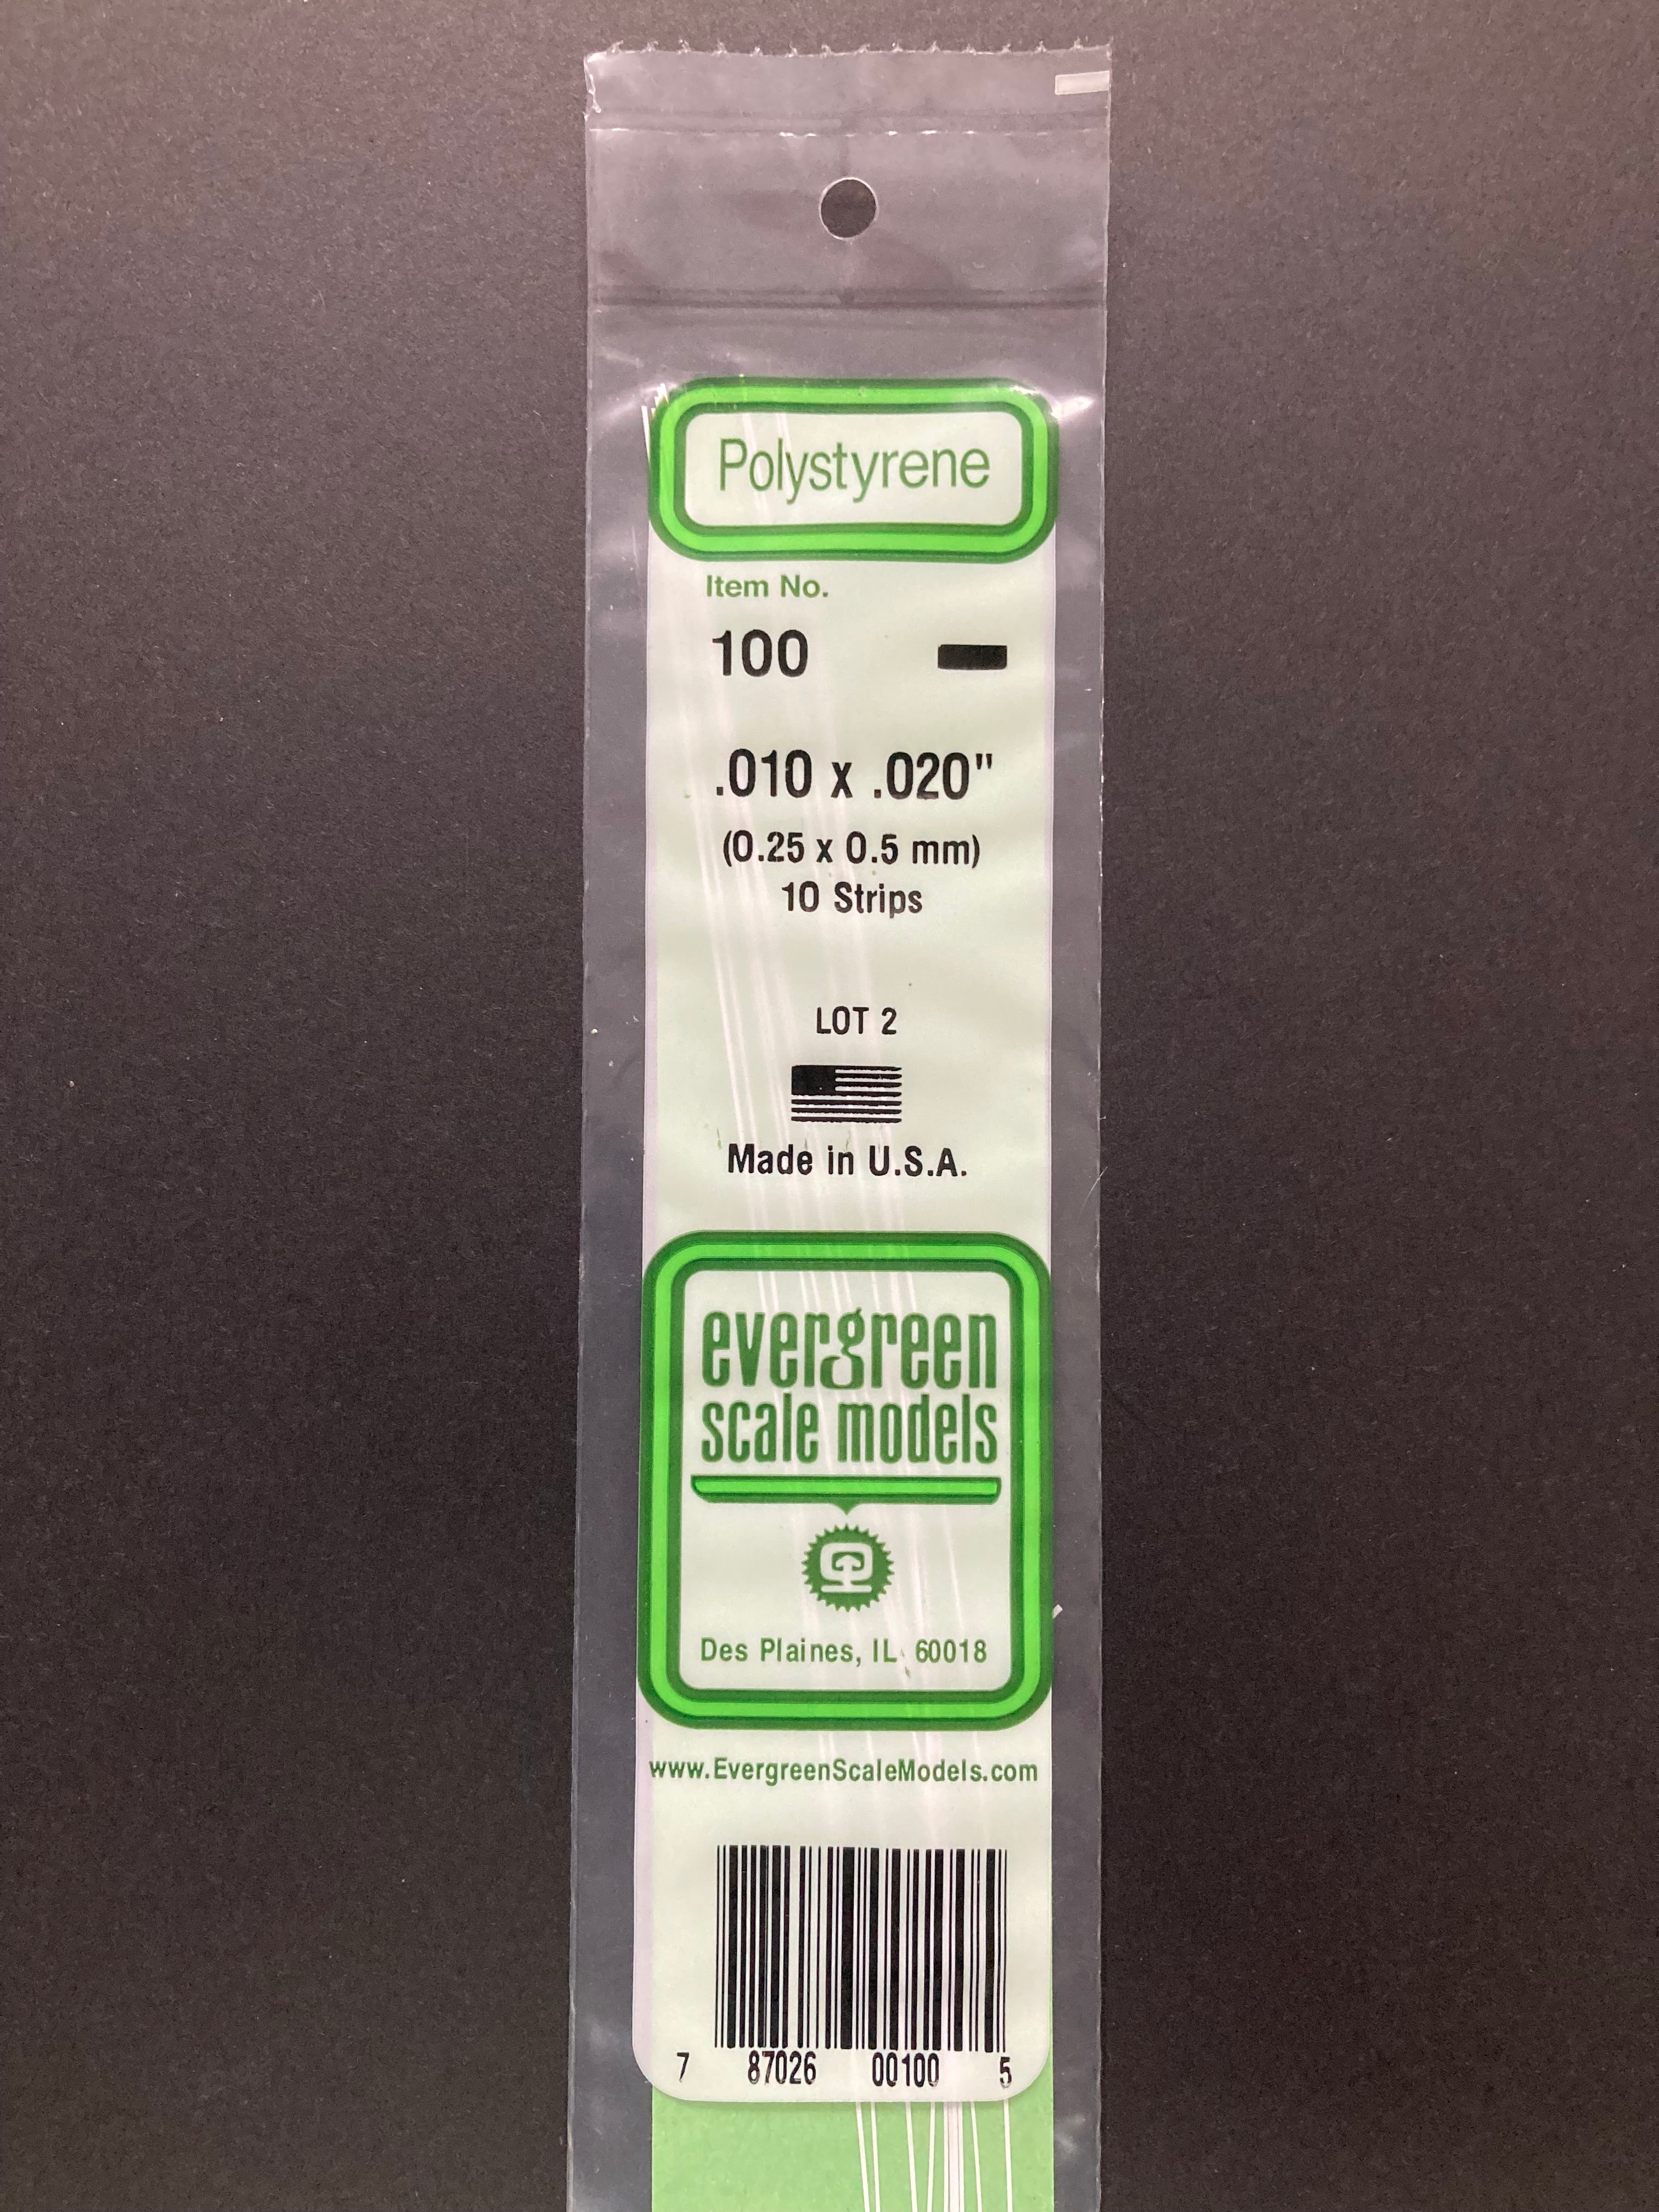 Polystyrene
Item No.
100
.010 x .020"
(0.25 x 0.5 mm)
10 Strips
LOT 2
Made in U.S.A.
evergreen
scale models
Des Plaines, IL 60018
www.EvergreenScaleModels.com
7 87026 00100 5